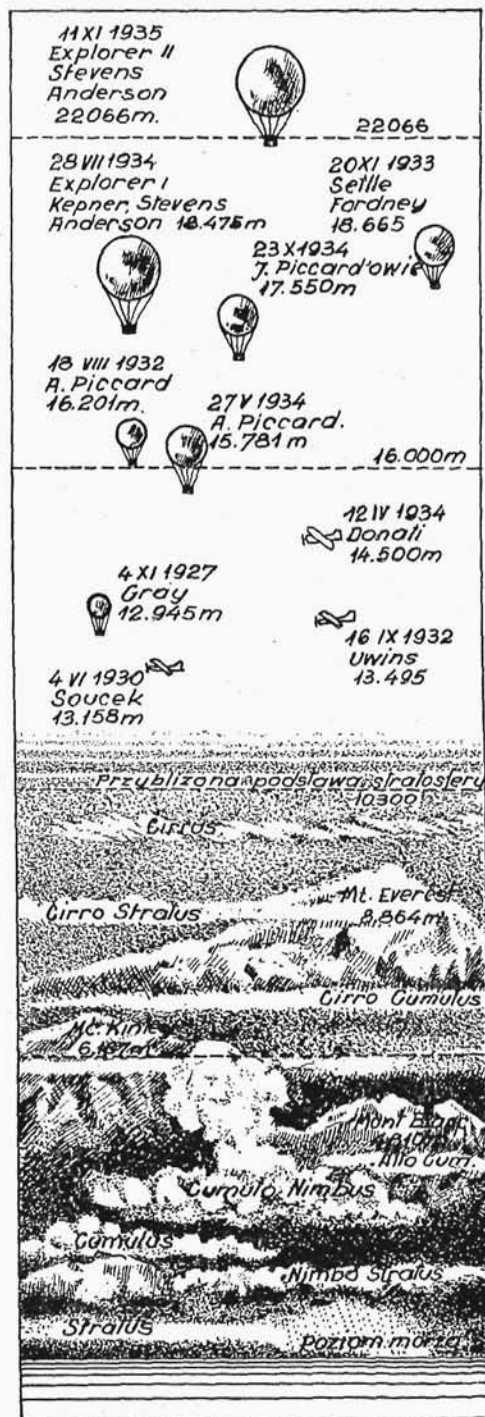 11 XI 1935
Explorer II
Stevens
Anderson
22066m.
22066
28 VII 1934
Explorer I
Kepner, Stevens
Anderson 18.475m
20 XI 1933
Settle
Fordney
18.665
23 X 1934
J. Piccard'owie
17.550m
18 VIII 1932
A. Piccard
16.201m.
27 V 1934
A. Piccard.
15.781 m
16.000m
12 IV 1934
Donati
14.500m
4 XI 1927
Gray
12.945m
16 IX 1932
Uwins
13.495
4 VI 1930
Soucek
13.158m
Przybliżona podstawa stratosfery
10.300
Cirrus
Mt. Everest
8.864m
Cirro Stratus
Cirro Cumulus
Mt. Kinley
Mont Blanc
Alto Cum.
Cumulo Nimbus
Cumulus
Nimbo Stratus
Stratus
poziom morza